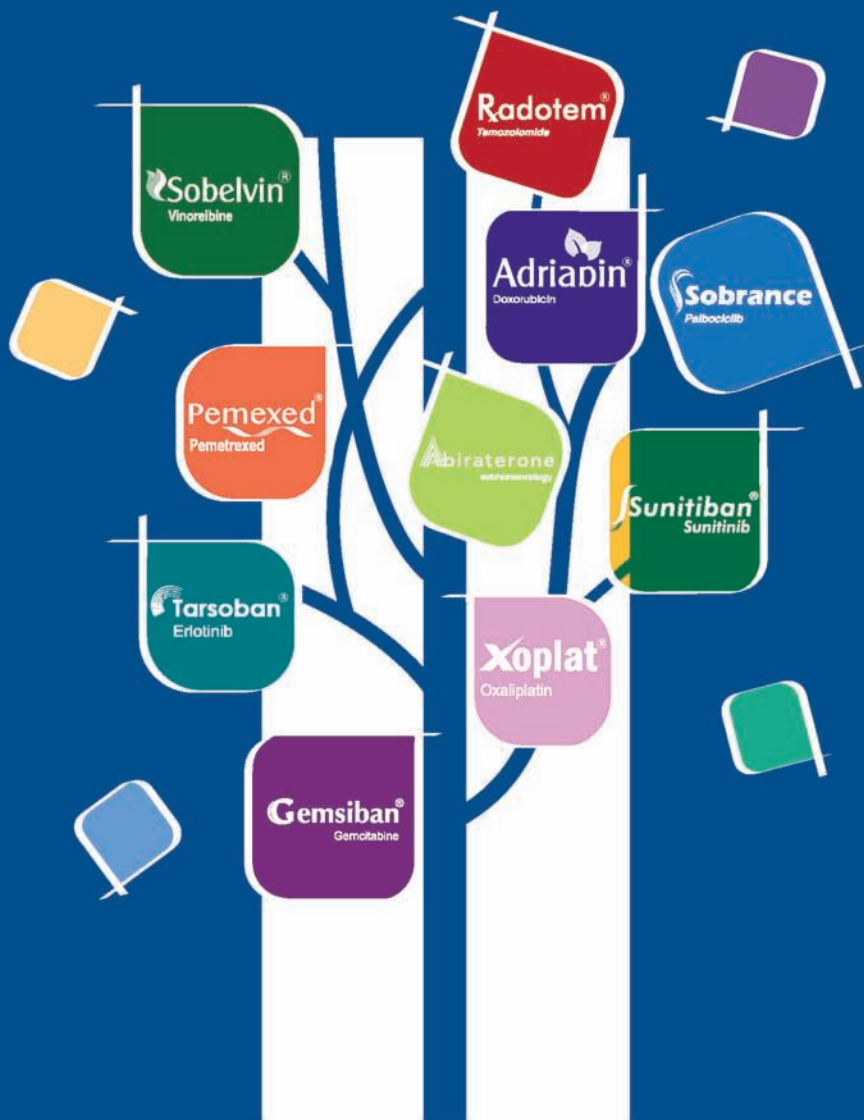 Radotem®
Temozolomide
Sobelvin®
Vinorelbine
Adriabin®
Doxorubicin
Sobrance
Palbociclib
Pemexed®
Pemetrexed
Abiraterone
sobhanoncology
Sunitiban®
Sunitinib
Tarsoban®
Erlotinib
Xoplat®
Oxaliplatin
Gemsiban®
Gemcitabine